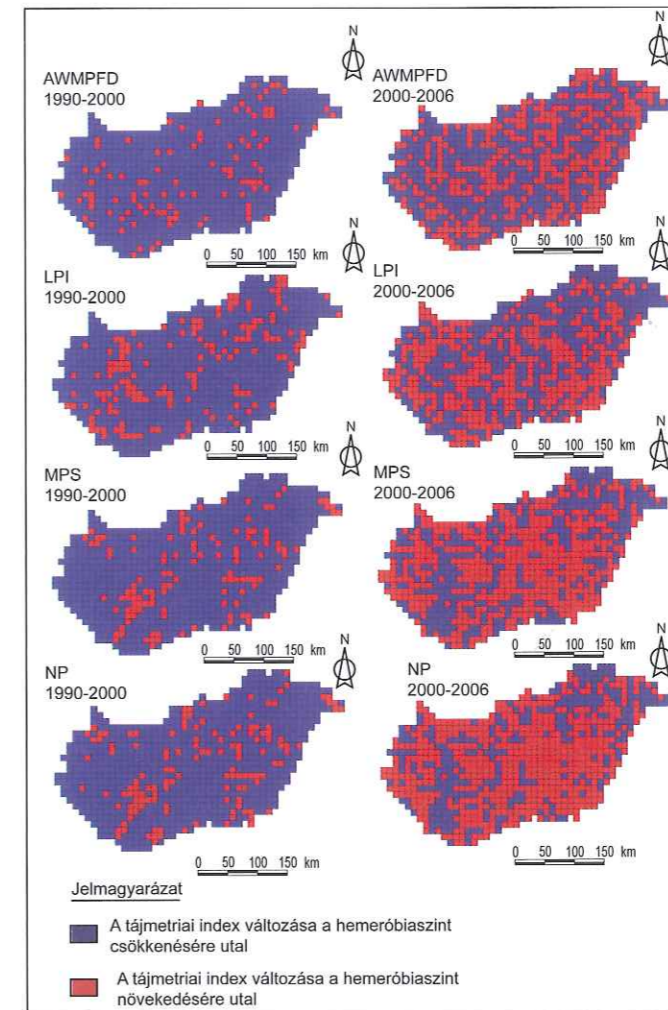 N
AWMPFD
1990-2000
0 50 100 150 km
N
AWMPFD
2000-2006
0 50 100 150 km
N
LPI
1990-2000
0 50 100 150 km
N
LPI
2000-2006
0 50 100 150 km
N
MPS
1990-2000
0 50 100 150 km
N
MPS
2000-2006
0 50 100 150 km
N
NP
1990-2000
0 50 100 150 km
N
NP
2000-2006
0 50 100 150 km
Jelmagyarázat
A tájmetriai index változása a hemeróbiaszint
csökkenésére utal
A tájmetriai index változása a hemeróbiaszint
növekedésére utal